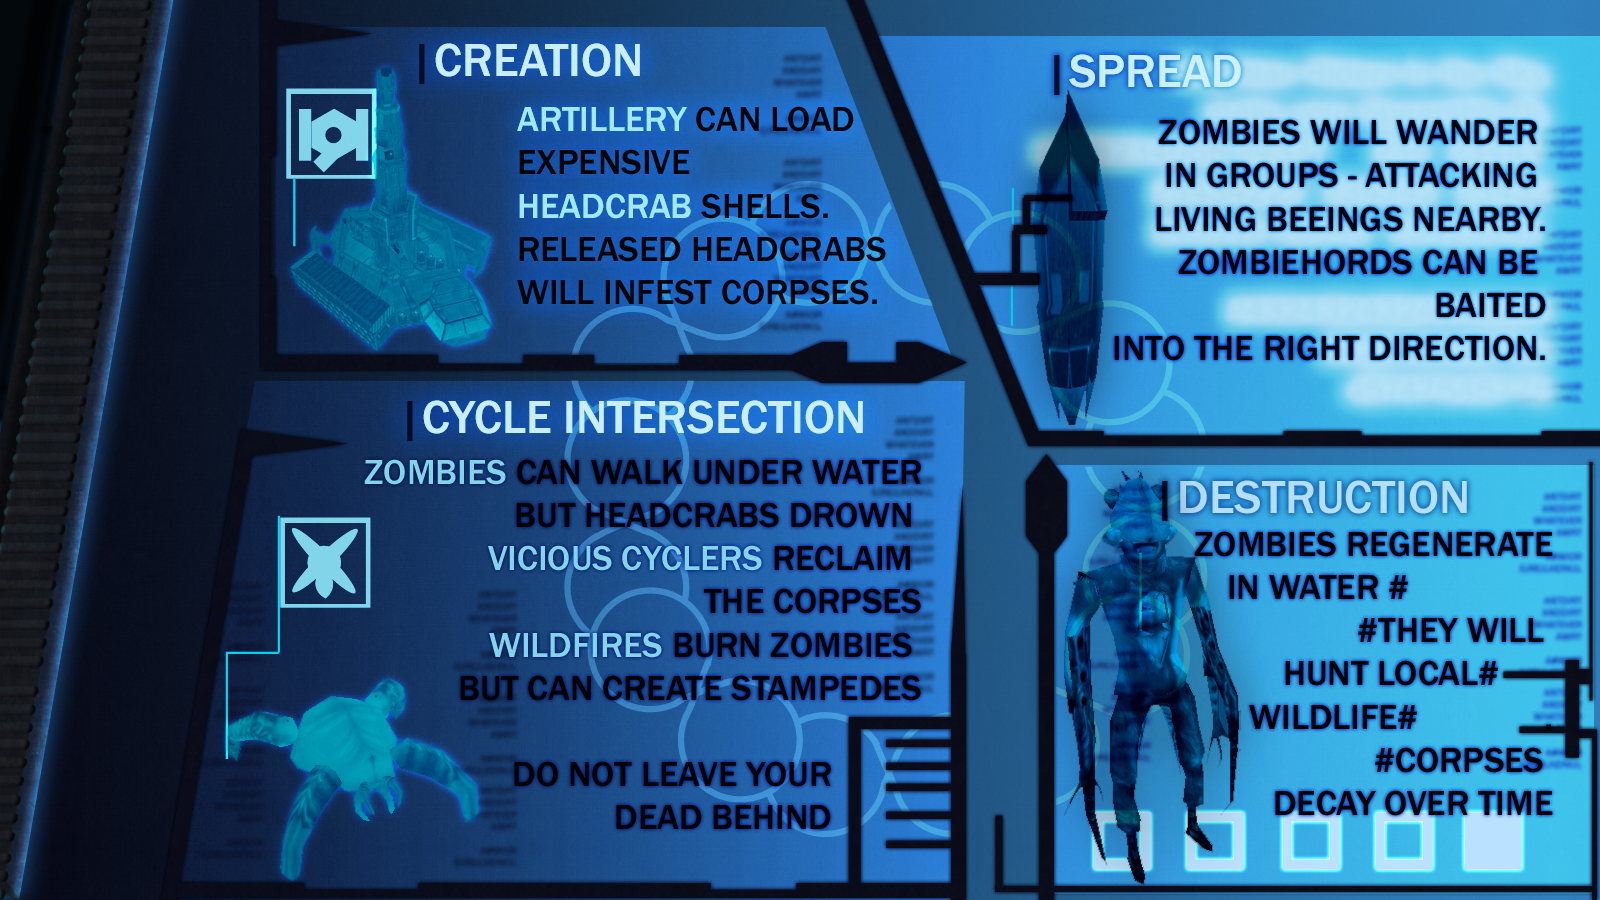 CREATION
ARTILLERY CAN LOAD
EXPENSIVE
HEADCRAB SHELLS.
RELEASED HEADCRABS
WILL INFEST CORPSES.
SPREAD
ZOMBIES WILL WANDER
IN GROUPS - ATTACKING
LIVING BEEINGS NEARBY.
ZOMBIEHORDS CAN BE
BAITED
INTO THE RIGHT DIRECTION.
CYCLE INTERSECTION
ZOMBIES CAN WALK UNDER WATER
BUT HEADCRABS DROWN
VICIOUS CYCLERS RECLAIM
THE CORPSES
WILDFIRES BURN ZOMBIES
BUT CAN CREATE STAMPEDES
DO NOT LEAVE YOUR
DEAD BEHIND
DESTRUCTION
ZOMBIES REGENERATE
IN WATER #
#THEY WILL
HUNT LOCAL#
WILDLIFE#
#CORPSES
DECAY OVER TIME